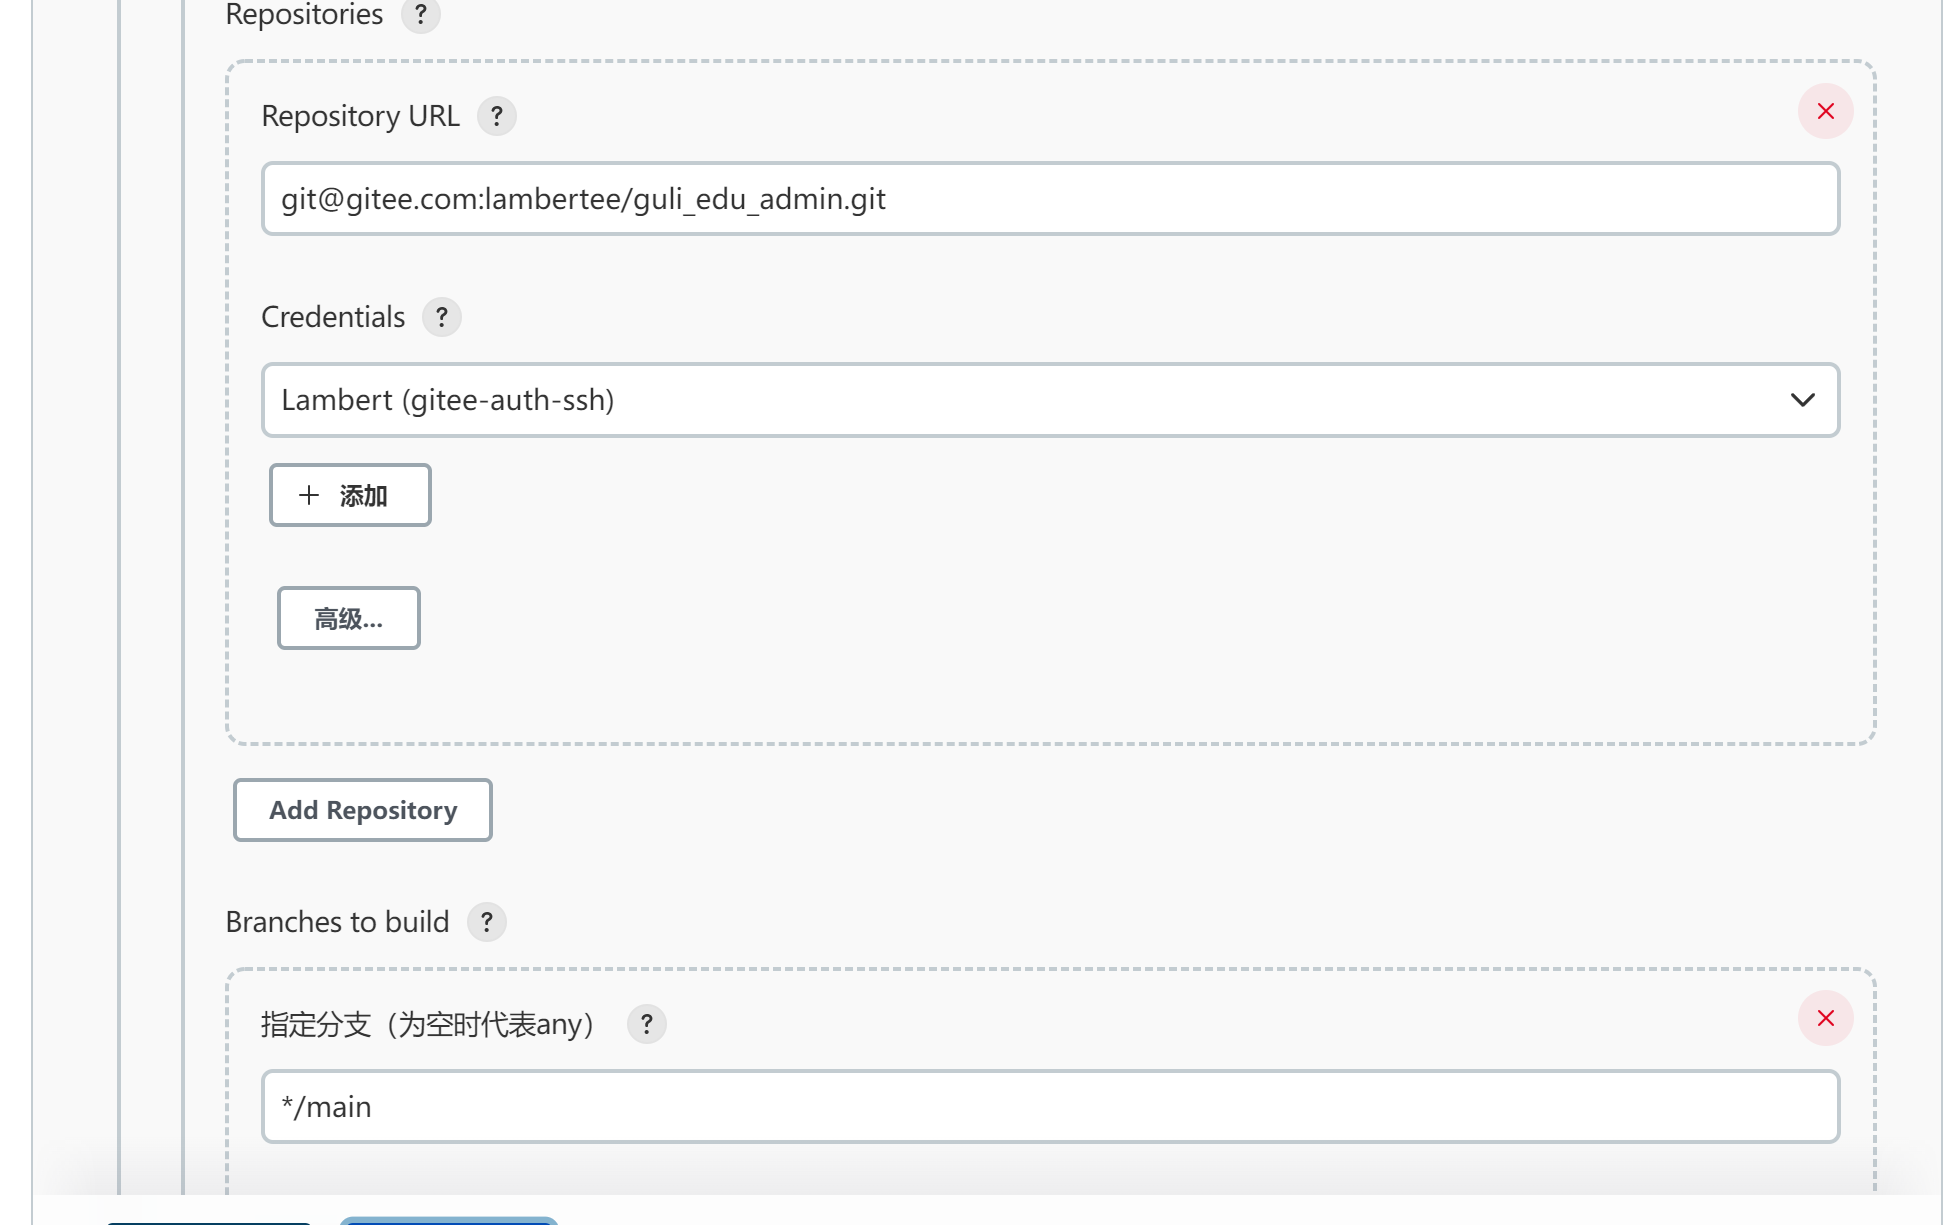 Repositories ?
Repository URL ?
git@gitee.com:lambertee/guli_edu_admin.git
Credentials ?
Lambert (gitee-auth-ssh)
添加
高级...
Add Repository
Branches to build ?
指定分支（为空时代表any） ?
*/main